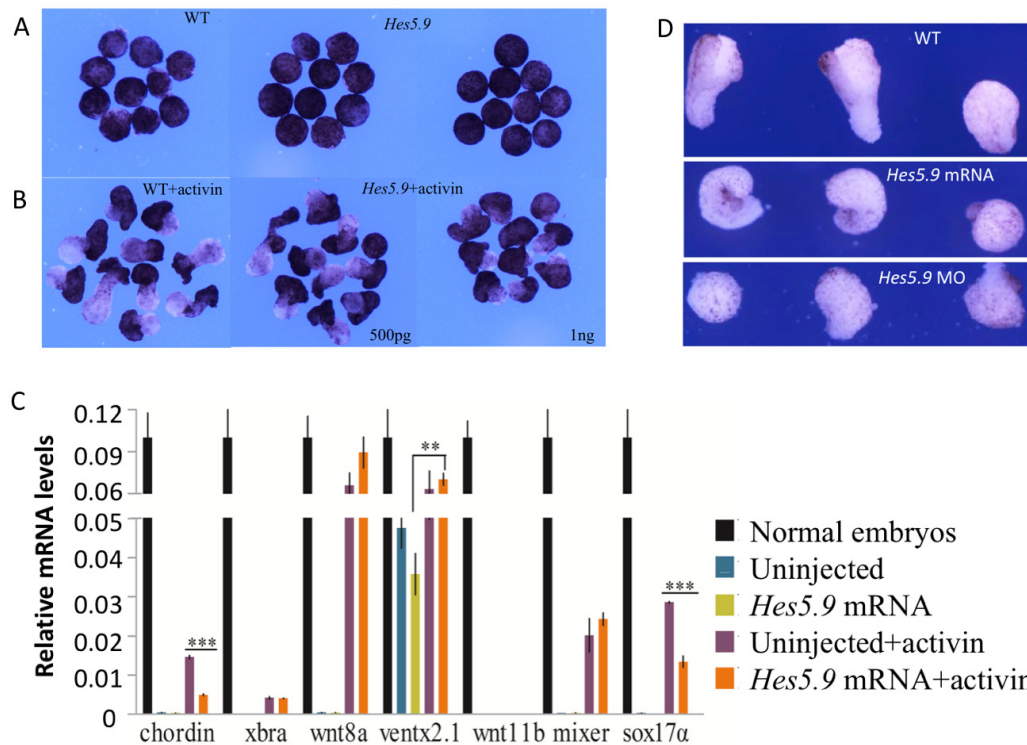 A
WT
Hes5.9
B
WT+activin
Hes5.9+activin
500pg
1ng
D
WT
Hes5.9 mRNA
Hes5.9 MO
C
Relative mRNA levels
0.12
0.09
0.06
0.05
0.04
0.03
0.02
0.01
0
***
**
***
chordin xbra wnt8a ventx2.1 wnt11b mixer sox17α
Normal embryos
Uninjected
Hes5.9 mRNA
Uninjected+activin
Hes5.9 mRNA+activin